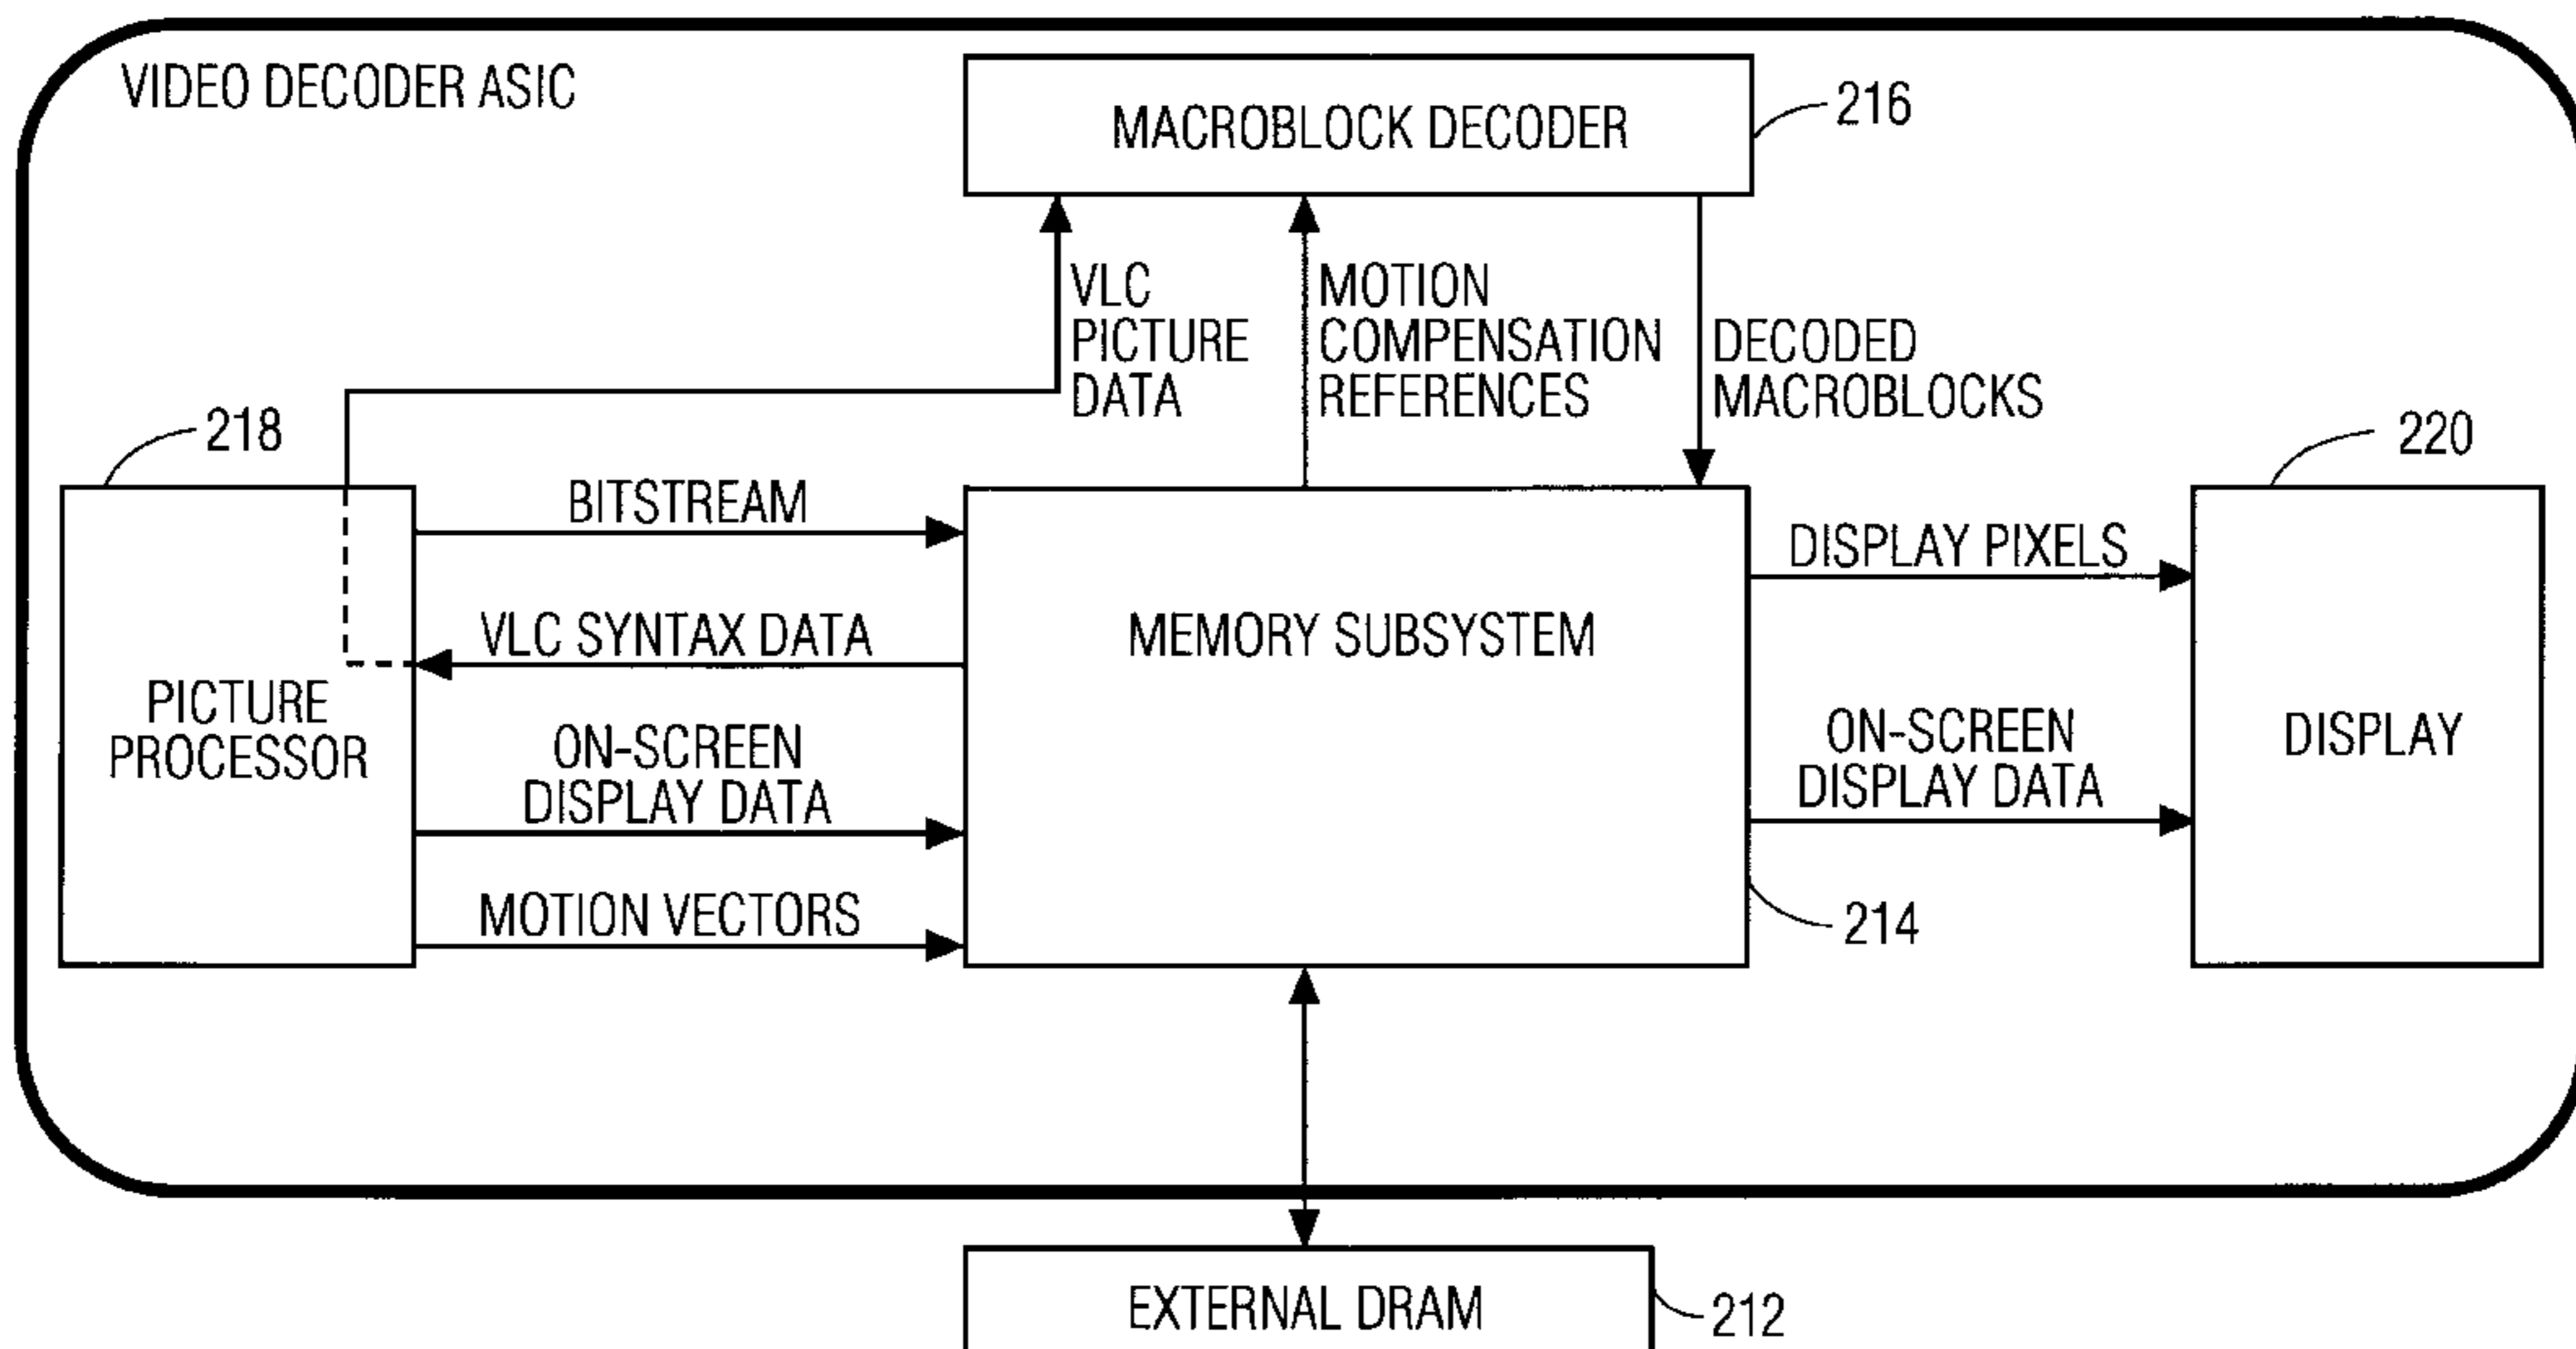 VIDEO DECODER ASIC
MACROBLOCK DECODER
216
VLC
PICTURE
DATA
MOTION
COMPENSATION
REFERENCES
DECODED
MACROBLOCKS
218
220
BITSTREAM
DISPLAY PIXELS
VLC SYNTAX DATA
MEMORY SUBSYSTEM
PICTURE
PROCESSOR
ON-SCREEN
DISPLAY DATA
ON-SCREEN
DISPLAY DATA
DISPLAY
MOTION VECTORS
214
EXTERNAL DRAM
212